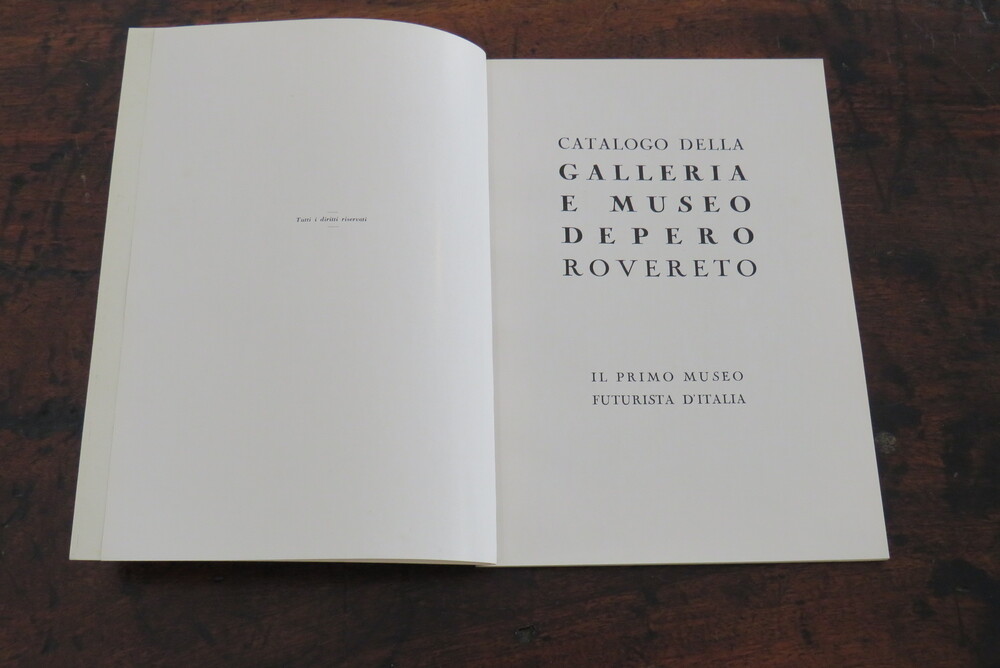 Tutti i diritti riservati
CATALOGO DELLA
GALLERIA
E MUSEO
DEPERO
ROVERETO
IL PRIMO MUSEO
FUTURISTA D'ITALIA